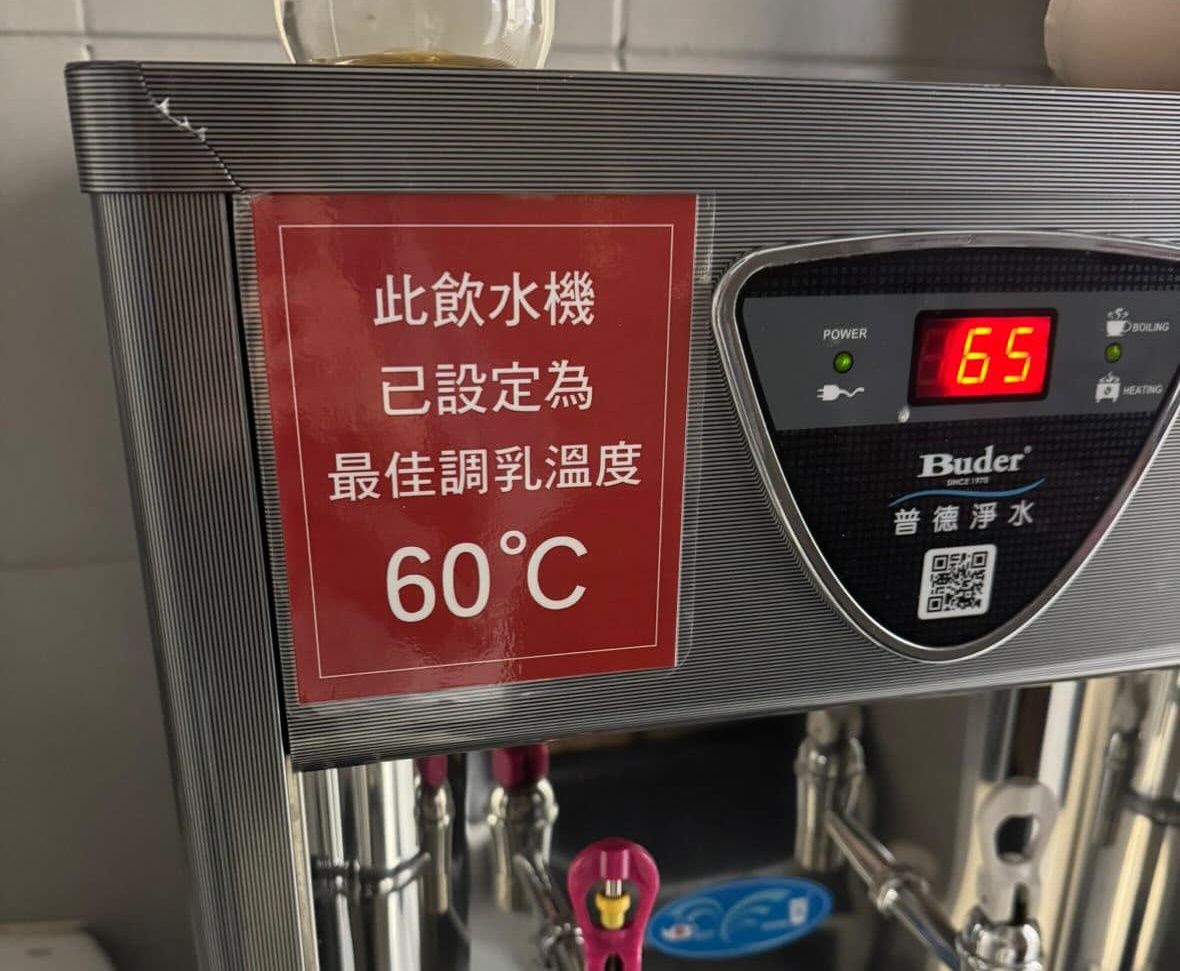 此飲水機
已設定為
最佳調乳溫度
60°C
POWER
65
BOILING
HEATING
Buder®
SINCE 1970
普德淨水